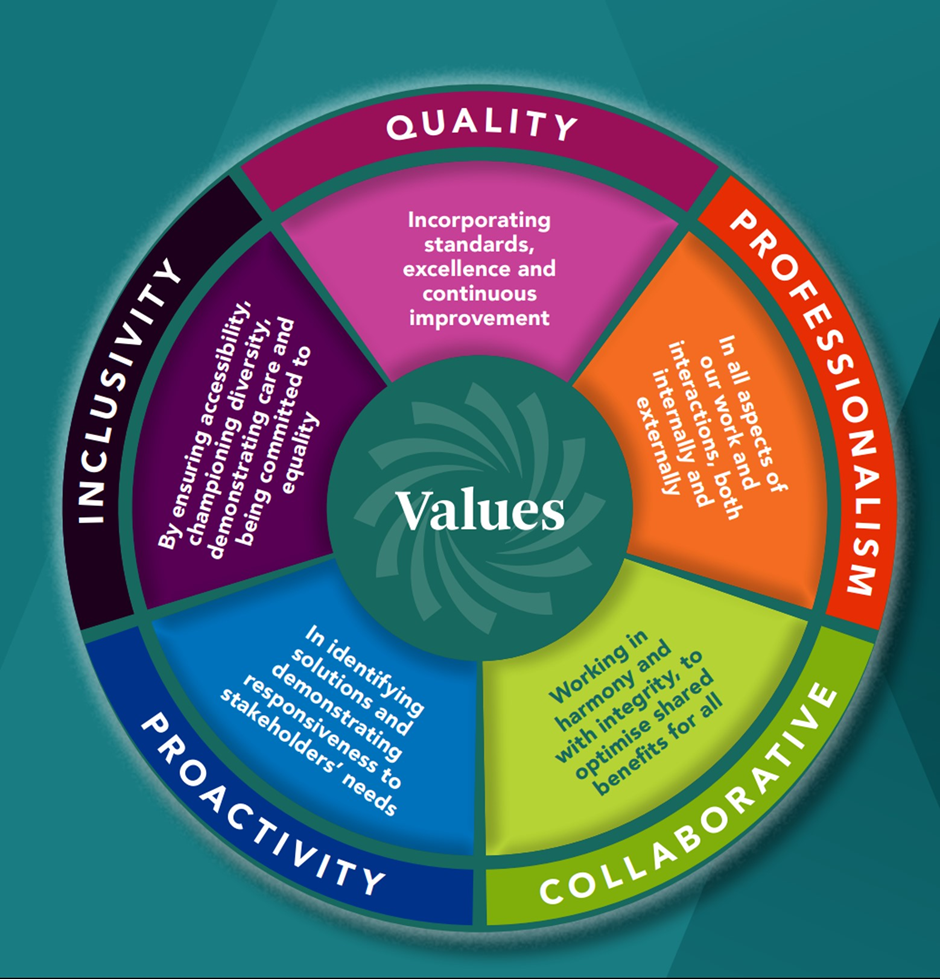 QUALITY
Incorporating
standards,
excellence and
continuous
improvement
PROFESSIONALISM
In all aspects of
our work and
interactions, both
internally and
externally
COLLABORATIVE
Working in
harmony and
with integrity, to
optimise shared
benefits for all
PROACTIVITY
In identifying
solutions and
demonstrating
responsiveness to
stakeholders’ needs
INCLUSIVITY
By ensuring accessibility,
championing diversity,
demonstrating care and
being committed to
equality
Values